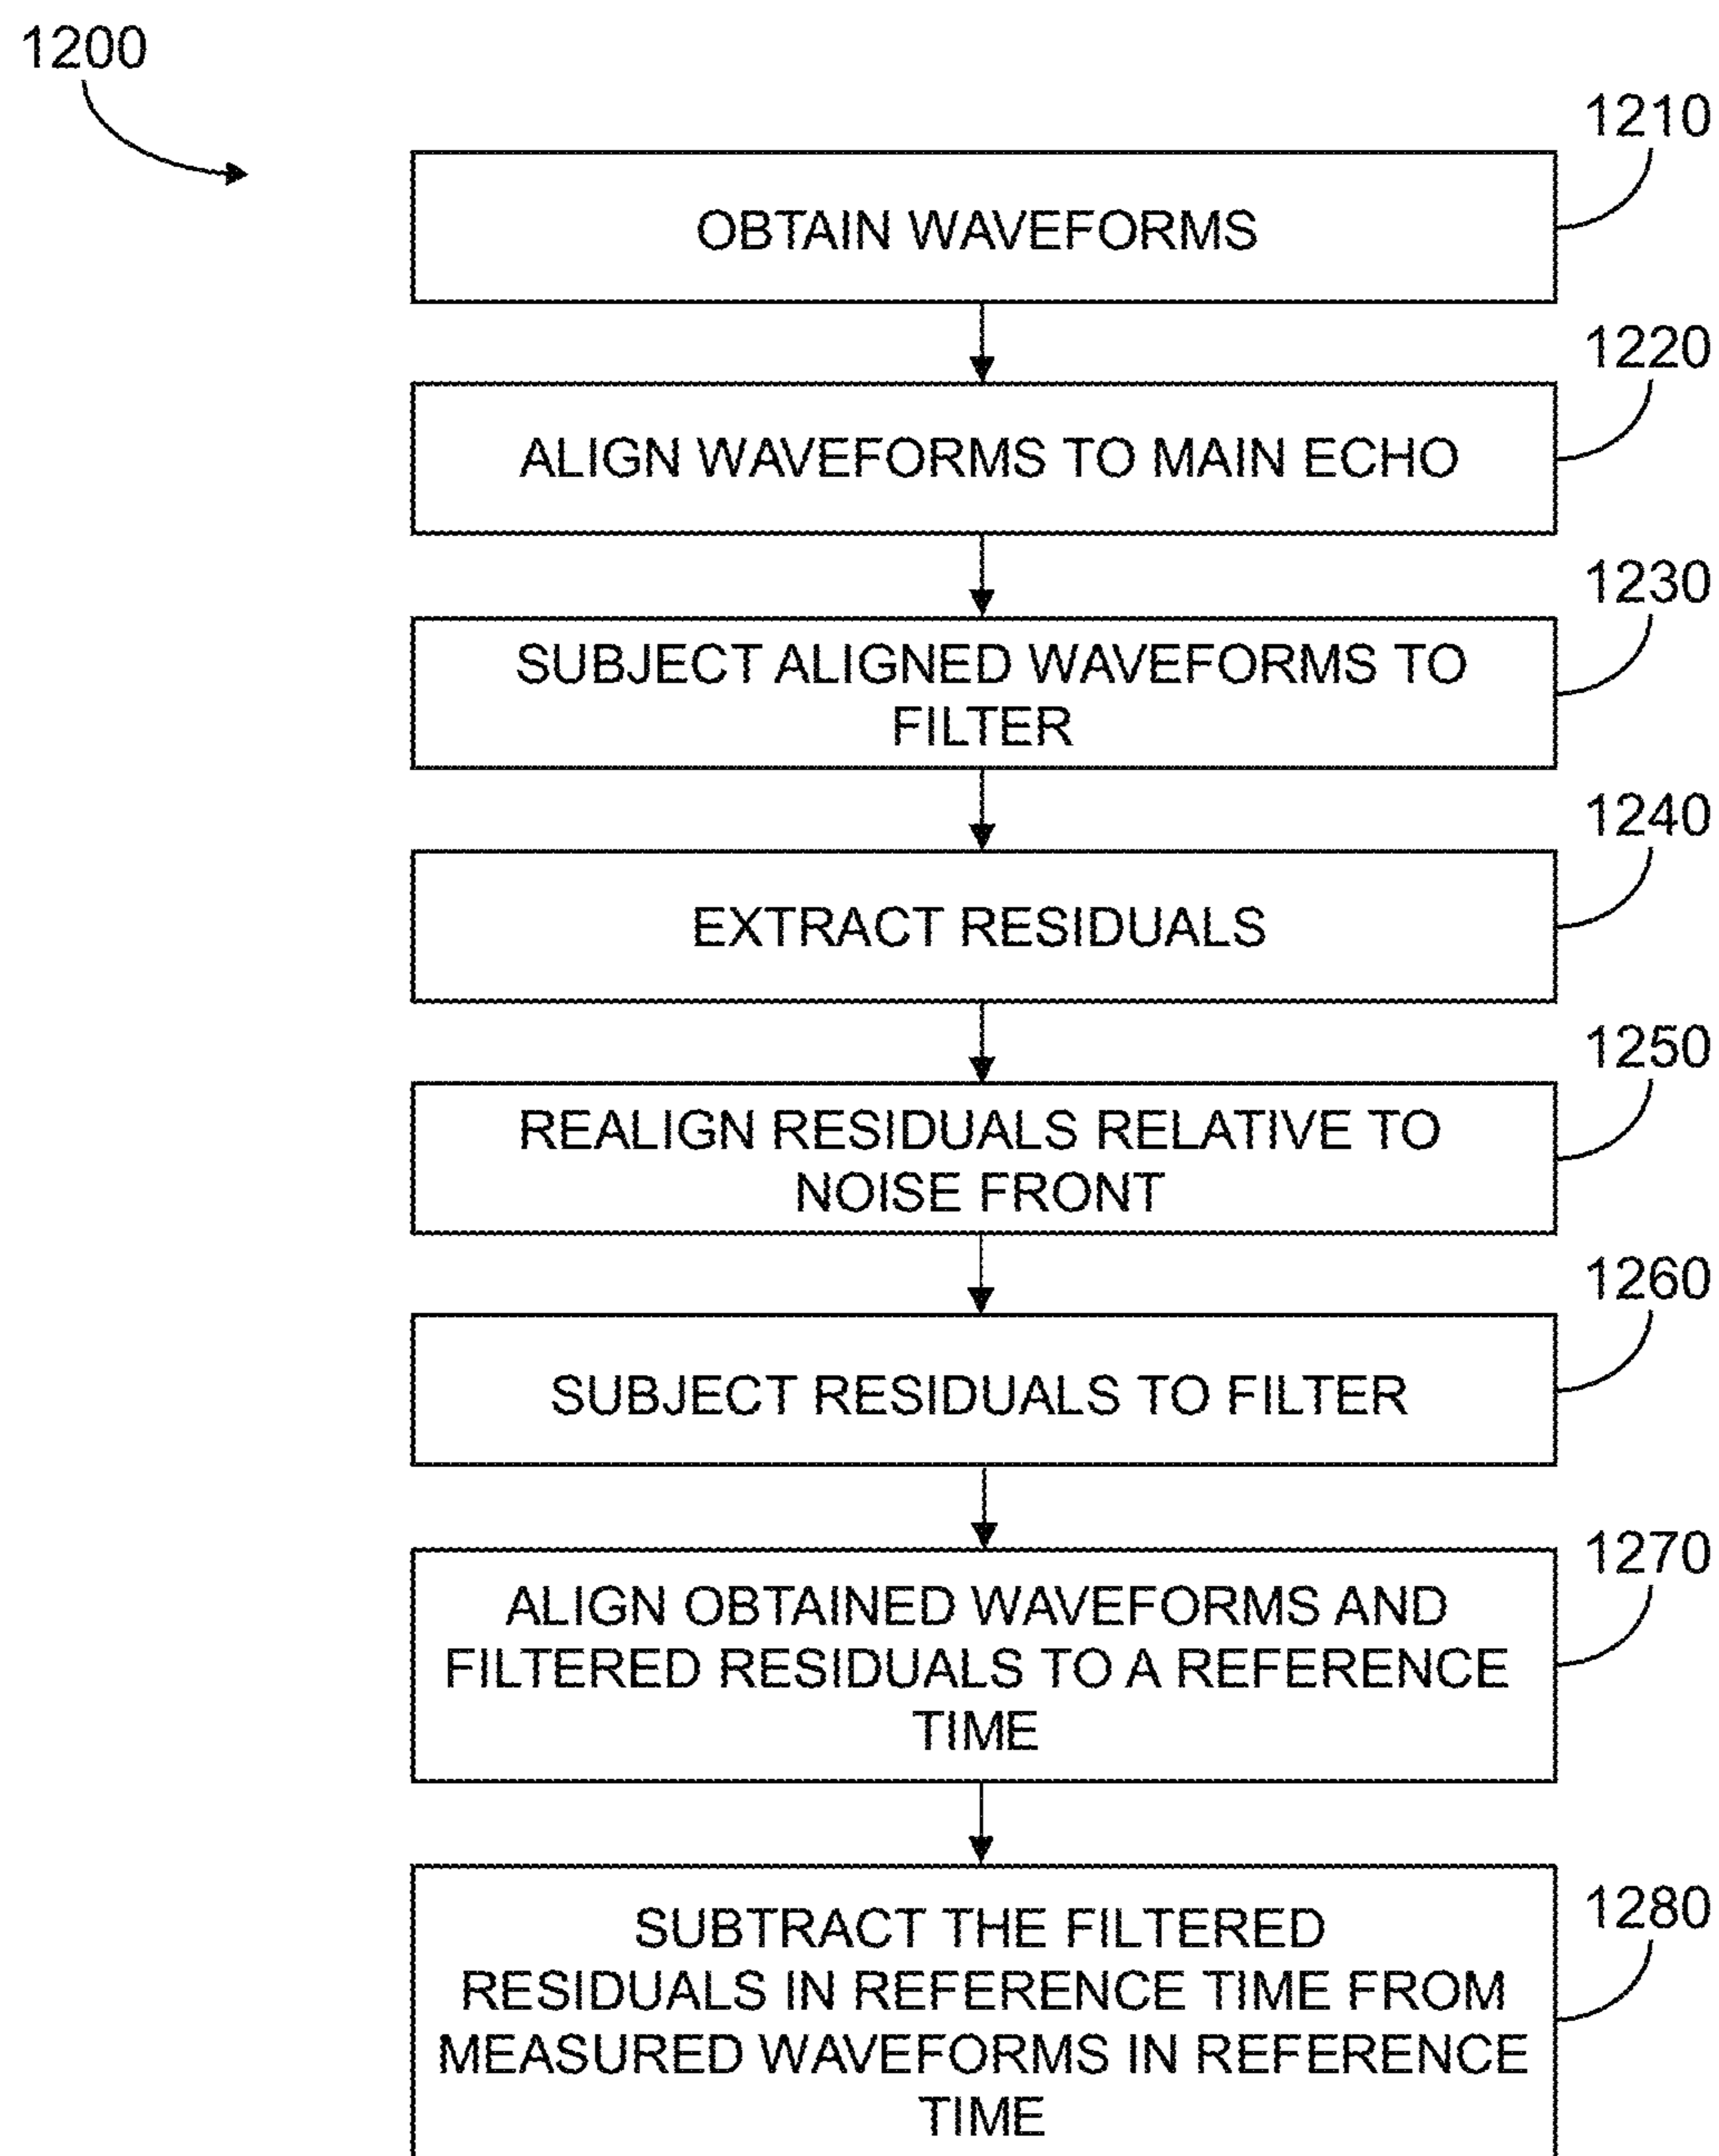 1200
1210
OBTAIN WAVEFORMS
1220
ALIGN WAVEFORMS TO MAIN ECHO
1230
SUBJECT ALIGNED WAVEFORMS TO
FILTER
1240
EXTRACT RESIDUALS
1250
REALIGN RESIDUALS RELATIVE TO
NOISE FRONT
1260
SUBJECT RESIDUALS TO FILTER
1270
ALIGN OBTAINED WAVEFORMS AND
FILTERED RESIDUALS TO A REFERENCE
TIME
1280
SUBTRACT THE FILTERED
RESIDUALS IN REFERENCE TIME FROM
MEASURED WAVEFORMS IN REFERENCE
TIME